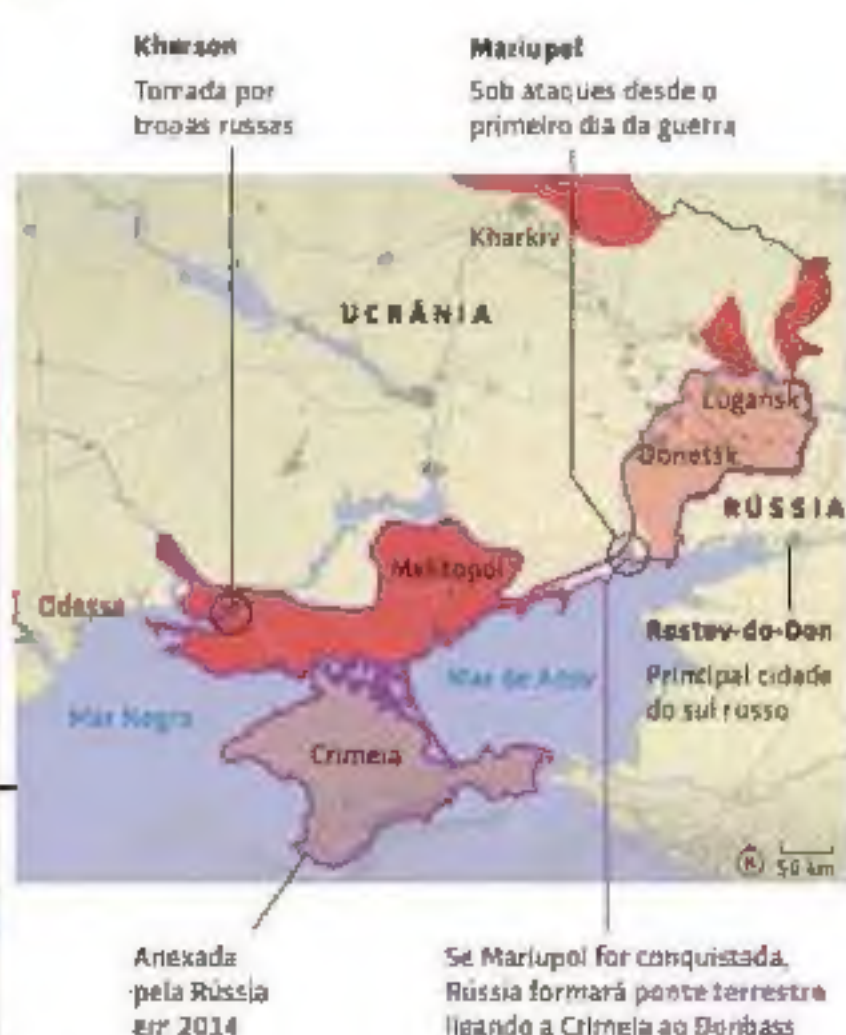 Kherson
Tomada por
tropas russas
Mariupol
Sob ataques desde o
primeiro dia da guerra
Kharkiv
UCRÂNIA
Lugansk
Donetsk
RÚSSIA
Melitopol
Odessa
Rostov-do-Don
Principal cidade
do sul russo
Mar de Azov
Mar Negro
Crimeia
N
50 km
Anexada
pela Rússia
em 2014
Se Mariupol for conquistada,
Rússia formará ponte terrestre
ligando a Crimeia ao Donbass